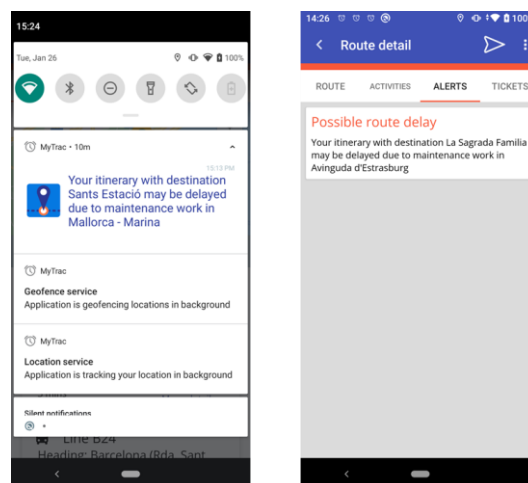 15:24
Tue, Jan 26
100%
MyTrac • 10m
15:13 PM
Your itinerary with destination
Sants Estació may be delayed
due to maintenance work in
Mallorca - Marina
MyTrac
Geofence service
Application is geofencing locations in background
MyTrac
Location service
Application is tracking your location in background
Silent notifications
Line B24
Heading: Barcelona (Rda. Sant
14:26
100
Route detail
ROUTE ACTIVITIES ALERTS TICKETS
Possible route delay
Your itinerary with destination La Sagrada Familia
may be delayed due to maintenance work in
Avinguda d'Estrasburg